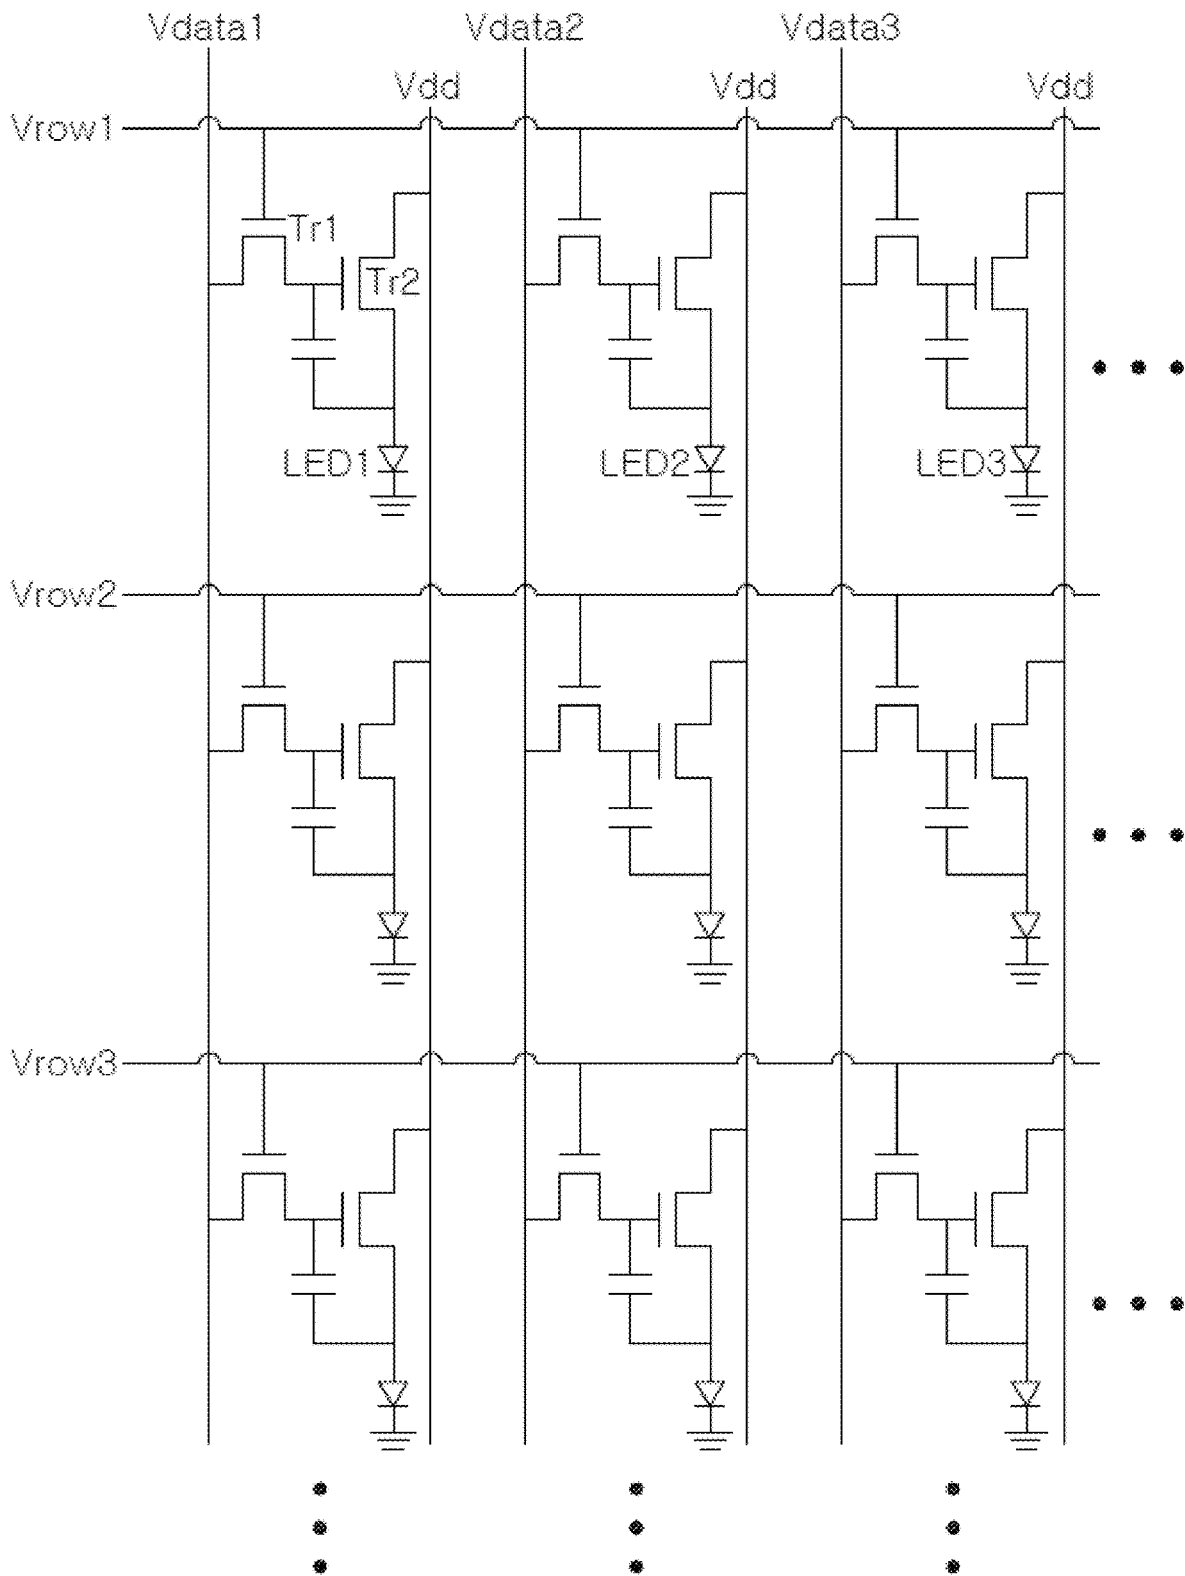 Vdata1 Vdata2 Vdata3
Vdd Vdd Vdd
Vrow1
Tr1
Tr2
LED1 LED2 LED3
Vrow2
Vrow3